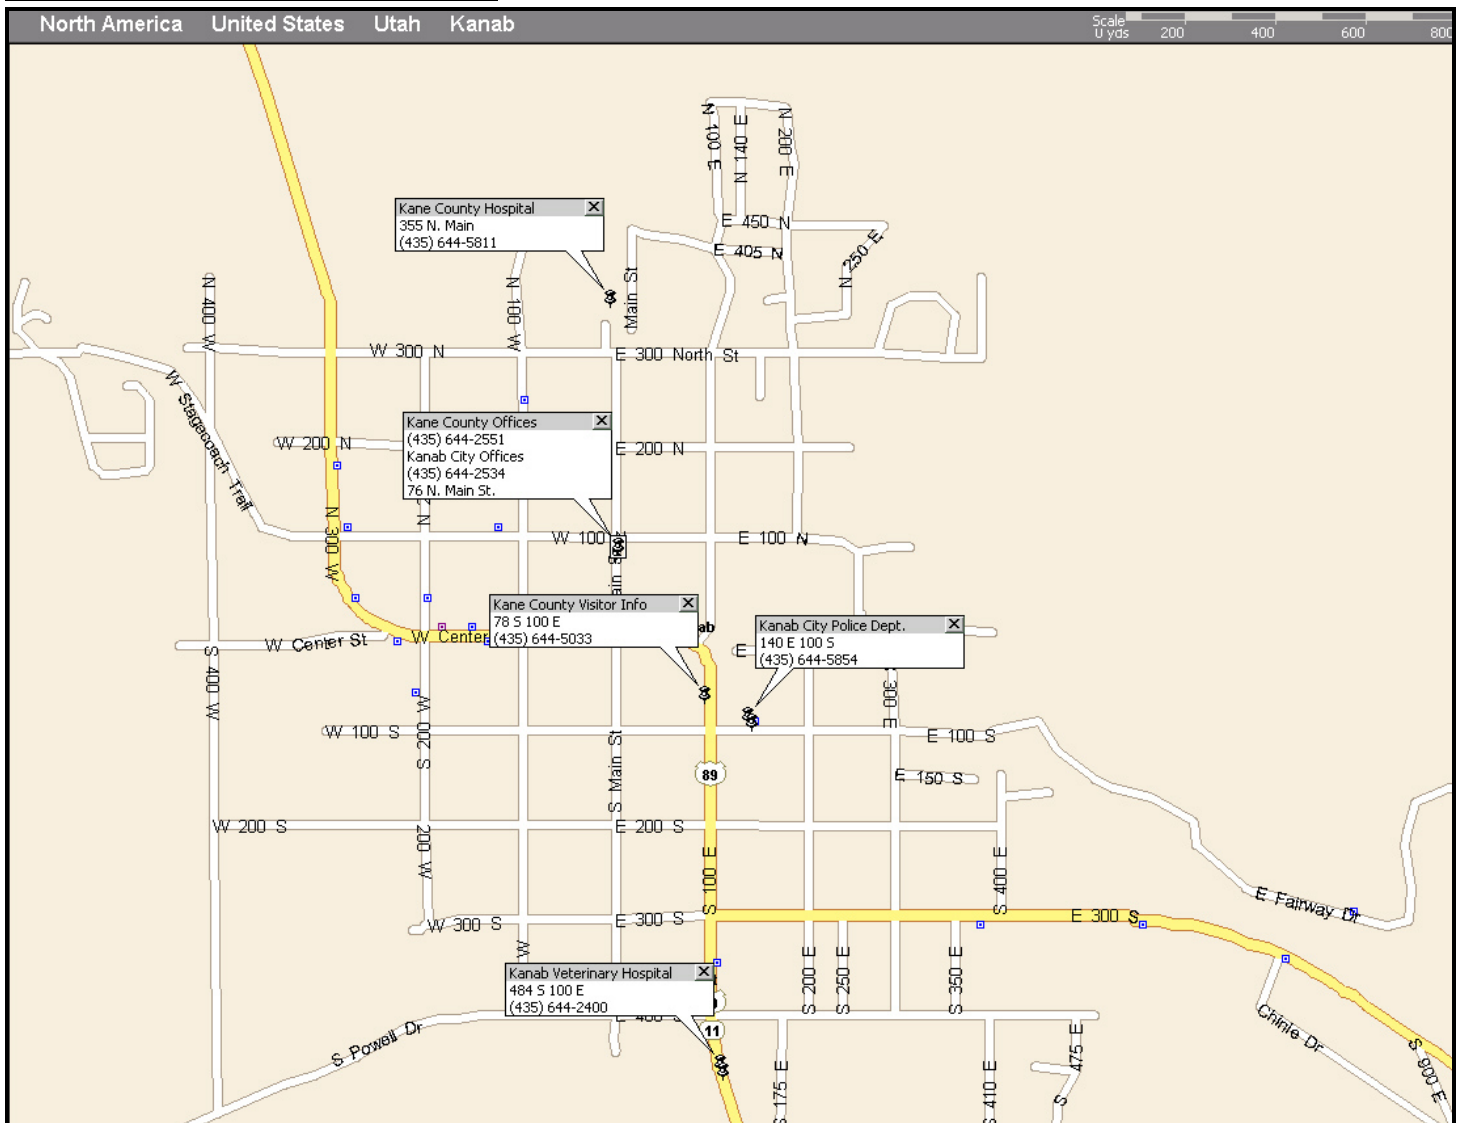 North America United States Utah Kanab
Scale
0 yds 200 400 600 800
N 100 E
E 140 N
N 200 E
Kane County Hospital
355 N. Main
(435) 644-5811
E 450 N
E 405 N
250 E
N
Main St
N 400 W
N 100 W
W 300 N
E 300 North St
W Stagecoach Trail
Kane County Offices
(435) 644-2551
Kanab City Offices
(435) 644-2534
76 N. Main St.
W 200 N
E 200 N
N
N 300 W
W 100
E 100 N
Kane County Visitor Info
78 S 100 E
(435) 644-5033
ab
Kanab City Police Dept.
140 E 100 S
(435) 644-5854
W Center St
W Center
E
S 400 W
W 200 S
300 E
W 100 S
E 100 S
S Main St
89
E 150 S
W 200 S
E 200 S
200 W
S 100 E
S 400 E
E Fairway Dr
W 300 S
E 300 S
E 300 S
W
Kanab Veterinary Hospital
484 S 100 E
(435) 644-2400
S 200 E
S 250 E
S 350 E
11
S Powell Dr
Chinle Dr
S 900 E
S 175 E
S 410 E
S 475 E